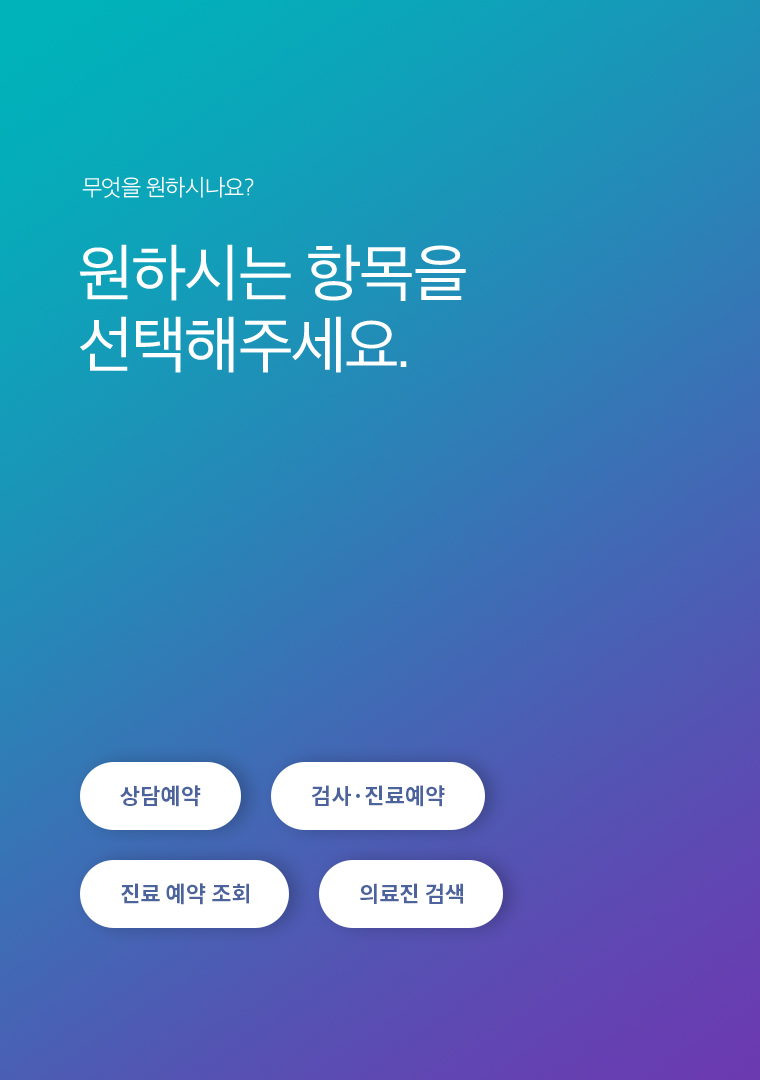 무엇을 원하시나요?
원하시는 항목을
선택해주세요.
상담예약
검사·진료예약
진료 예약 조회
의료진 검색